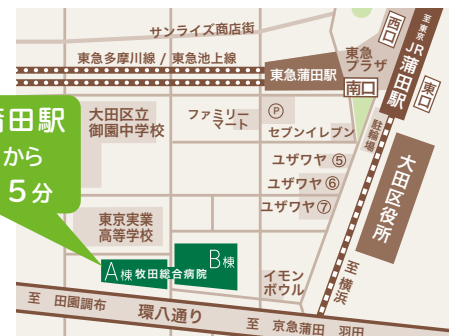 サンライズ商店街
西口
至東京
JR蒲田駅
東急多摩川線 / 東急池上線
東急蒲田駅
東急
プラザ
南口
東口
蒲田駅
から
5分
大田区立
御園中学校
ファミリー
マート
P
セブンイレブン
駐輪場
大田区役所
ユザワヤ⑤
ユザワヤ⑥
ユザワヤ⑦
東京実業
高等学校
A棟 牧田総合病院
B棟
イモン
ボウル
至 横浜
至 田園調布
環八通り
至 京急蒲田 羽田